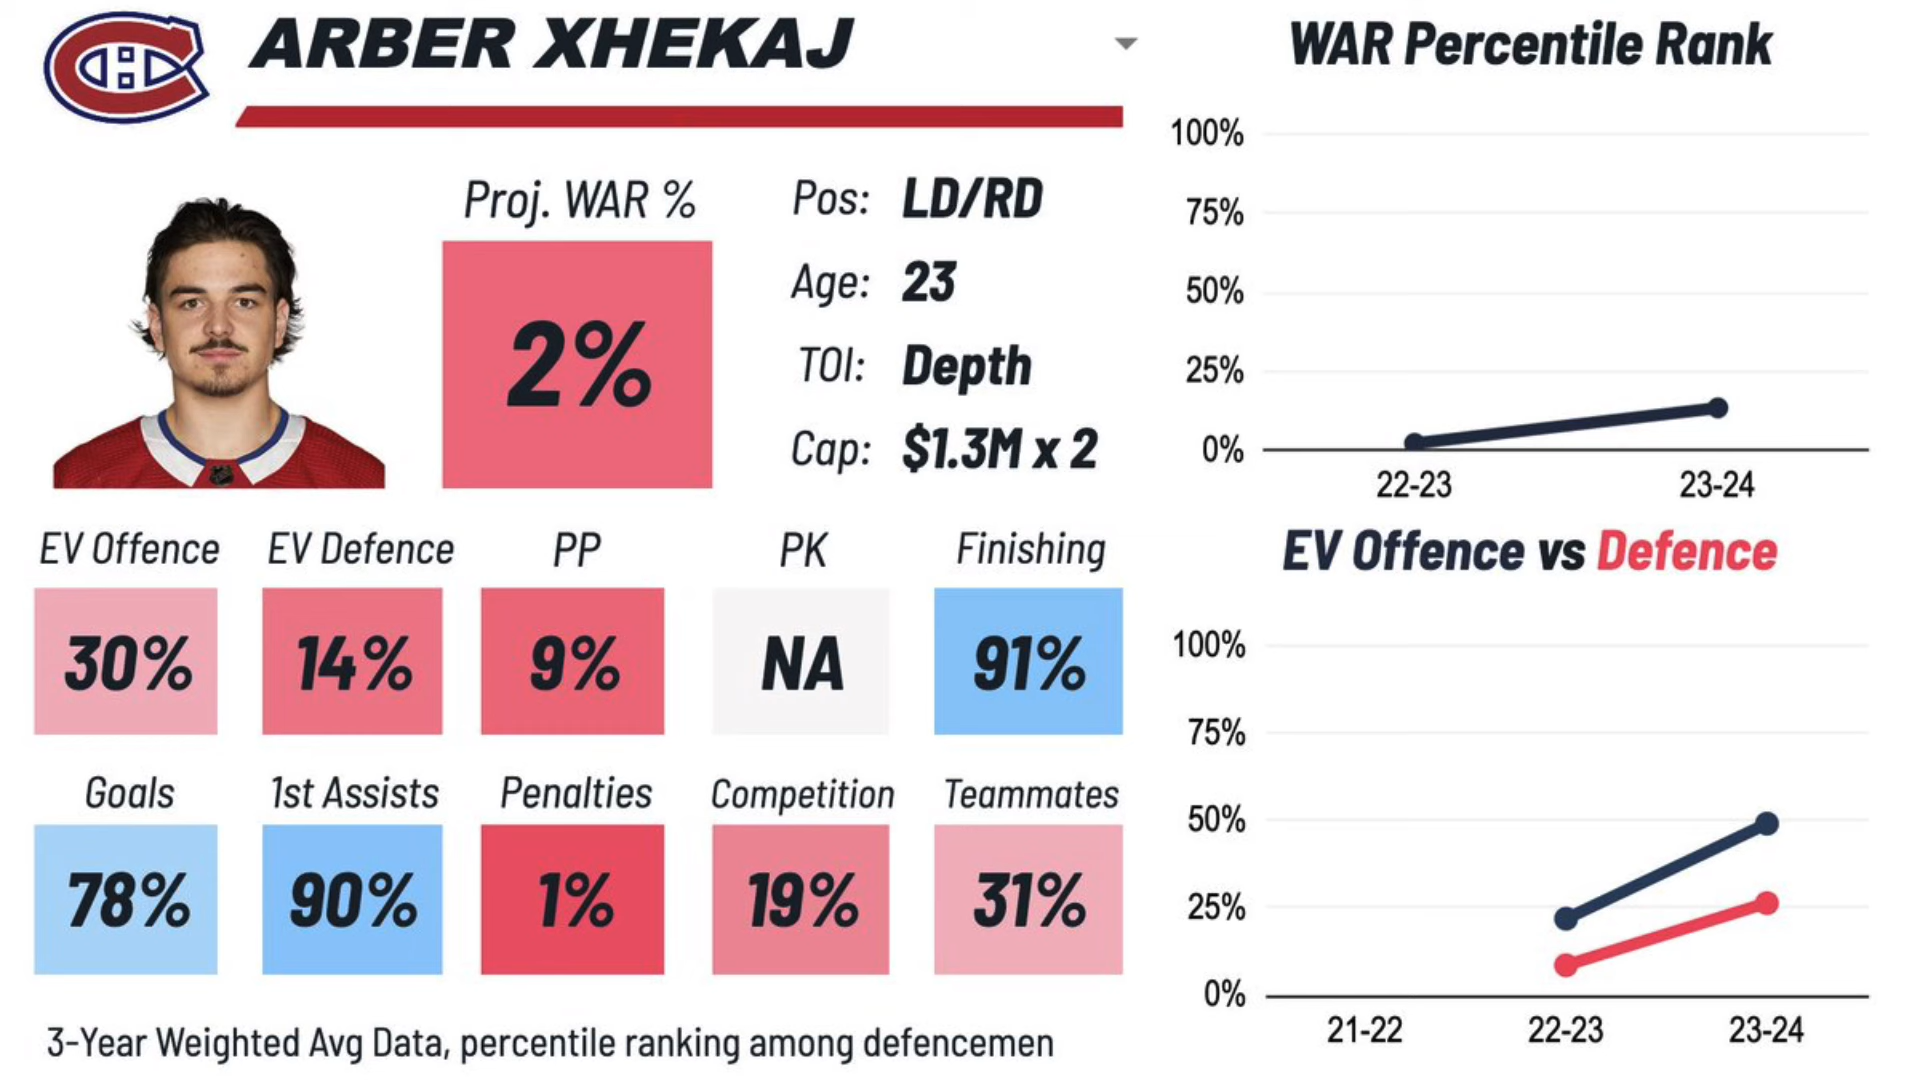 ARBER XHEKAJ
Proj. WAR %
2%
Pos: LD/RD
Age: 23
TOI: Depth
Cap: $1.3M x 2
EV Offence EV Defence PP PK Finishing
30% 14% 9% NA 91%
Goals 1st Assists Penalties Competition Teammates
78% 90% 1% 19% 31%
3-Year Weighted Avg Data, percentile ranking among defencemen
WAR Percentile Rank
100%
75%
50%
25%
0%
22-23 23-24
EV Offence vs Defence
100%
75%
50%
25%
0%
21-22 22-23 23-24